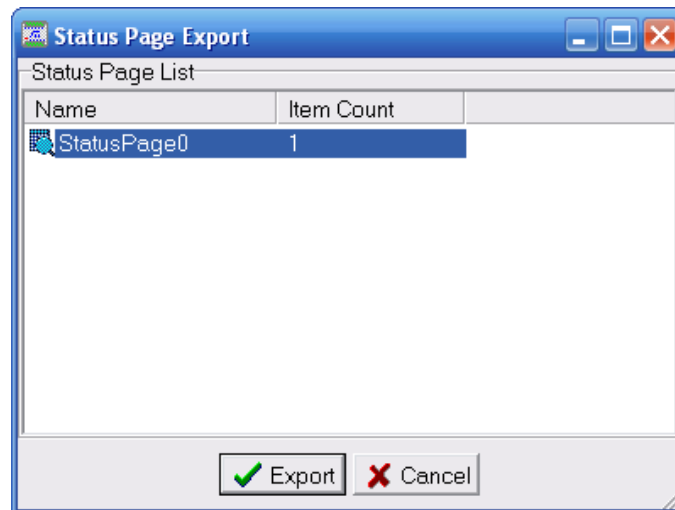 Status Page Export
Status Page List
Name Item Count
StatusPage0 1
Export Cancel